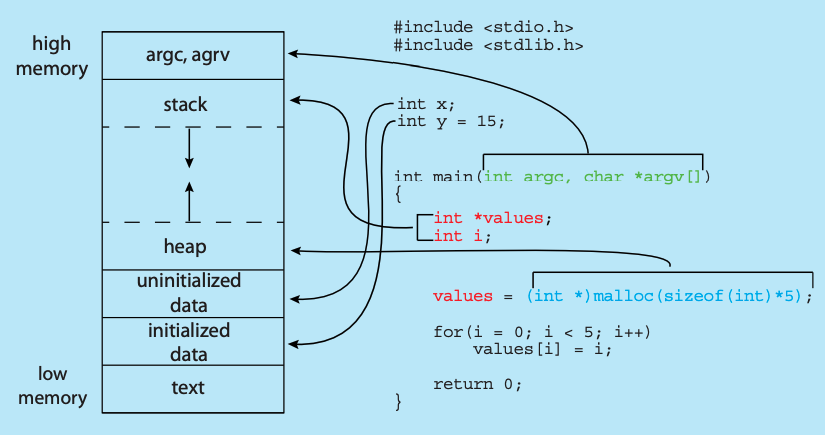 high
memory
argc, agrv
stack
heap
uninitialized
data
initialized
data
text
low
memory
#include <stdio.h>
#include <stdlib.h>
int x;
int y = 15;
int main(int argc, char *argv[])
{
int *values;
int i;
values = (int *)malloc(sizeof(int)*5);
for(i = 0; i < 5; i++)
values[i] = i;
return 0;
}